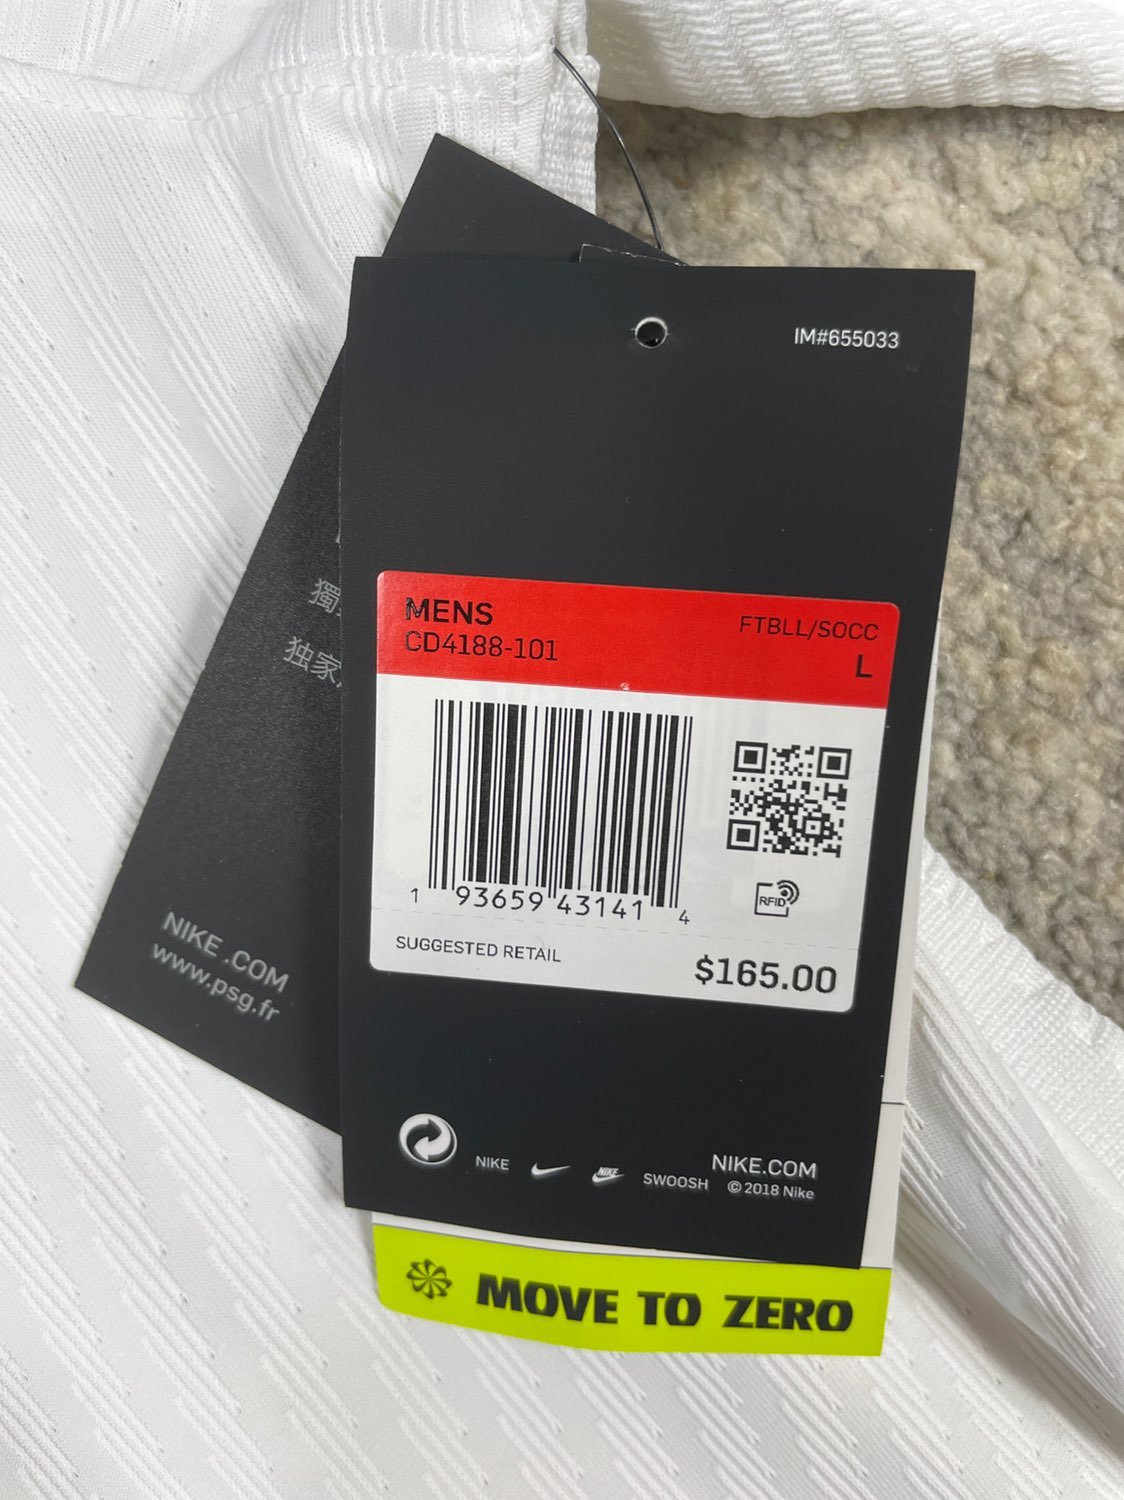 IM#655033
獨
独家
MENS
FTBLL/SOCC
CD4188-101
L
1 93659 43141 4
RFID
SUGGESTED RETAIL
$165.00
NIKE .COM
www.psg.fr
NIKE
NIKE
SWOOSH
NIKE.COM
© 2018 Nike
MOVE TO ZERO